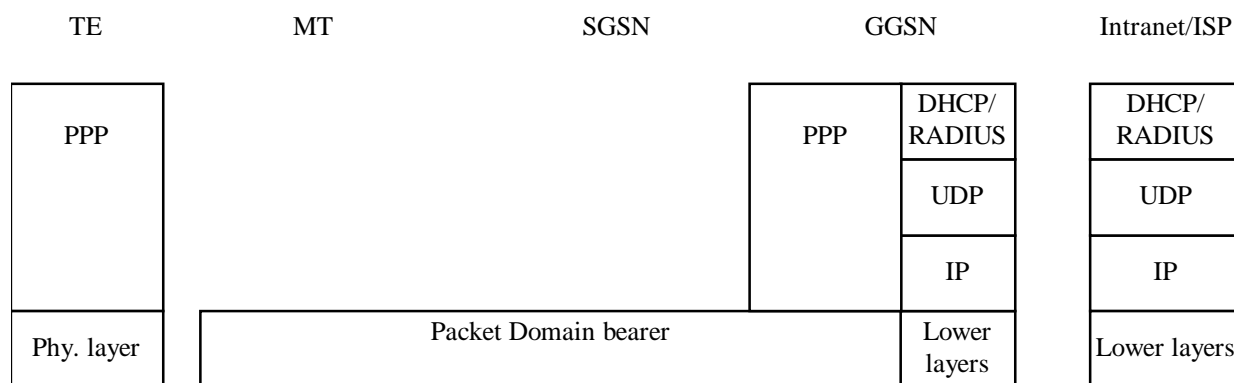 TE MT SGSN GGSN Intranet/ISP
PPP PPP DHCP/ DHCP/
RADIUS RADIUS
UDP UDP
IP IP
Phy. layer Packet Domain bearer Lower Lower layers
layers